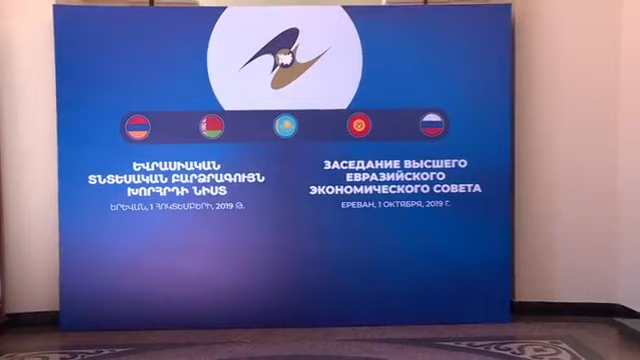 ԵՎՐԱՍԻԱԿԱՆ
ՏՆՏԵՍԱԿԱՆ ԲԱՐՁՐԱԳՈՒՅՆ
ԽՈՐՀՐԴԻ ՆԻՍՏ
ԵՐԵՎԱՆ, 1 ՀՈԿՏԵՄԲԵՐԻ, 2019 Թ.
ЗАСЕДАНИЕ ВЫСШЕГО
ЕВРАЗИЙСКОГО
ЭКОНОМИЧЕСКОГО СОВЕТА
ЕРЕВАН, 1 ОКТЯБРЯ, 2019 Г.